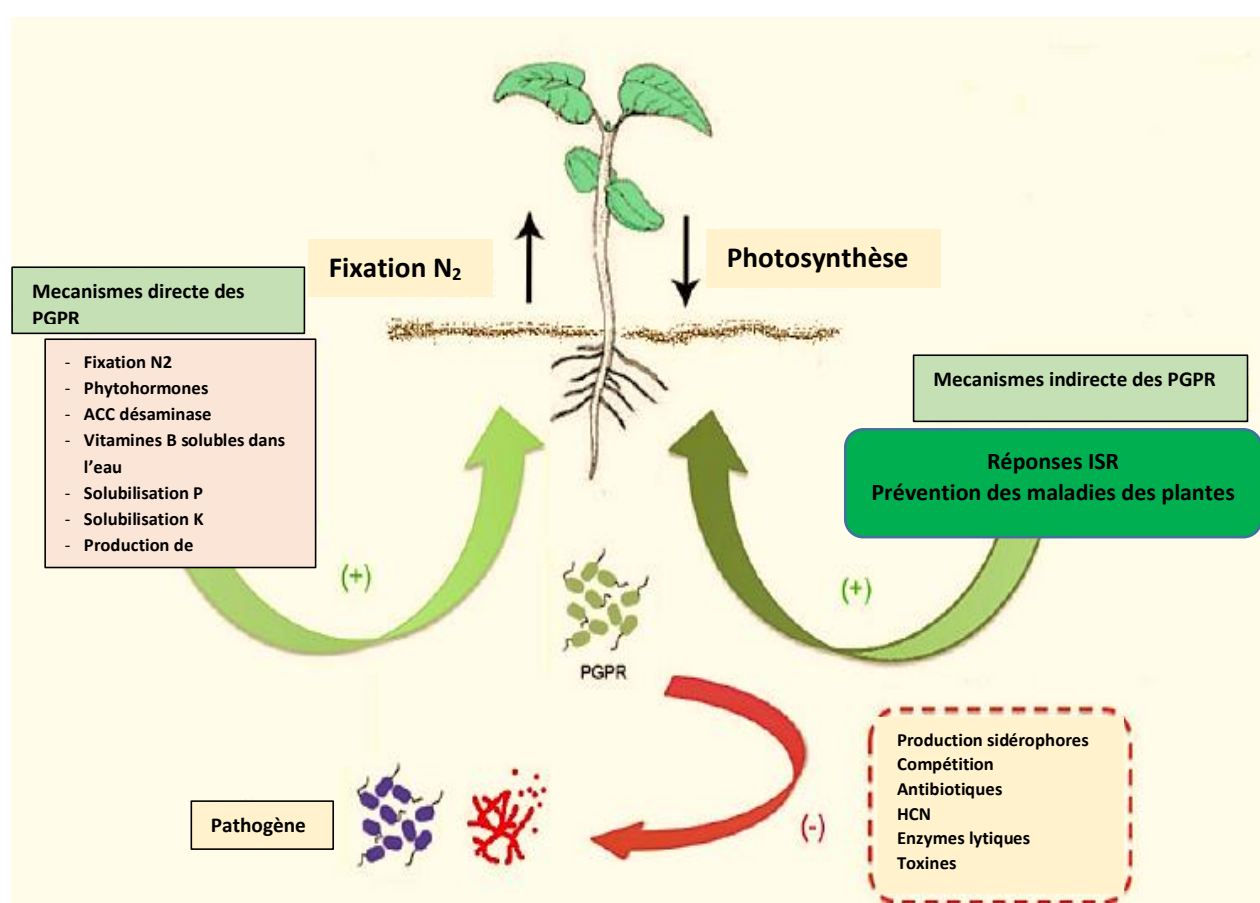 Fixation N₂
Photosynthèse
Mecanismes directe des
PGPR
- Fixation N2
- Phytohormones
- ACC désaminase
- Vitamines B solubles dans
l'eau
- Solubilisation P
- Solubilisation K
- Production de
(+)
Mecanismes indirecte des PGPR
Réponses ISR
Prévention des maladies des plantes
(+)
PGPR
Production sidérophores
Compétition
Antibiotiques
HCN
Enzymes lytiques
Toxines
(-)
Pathogène